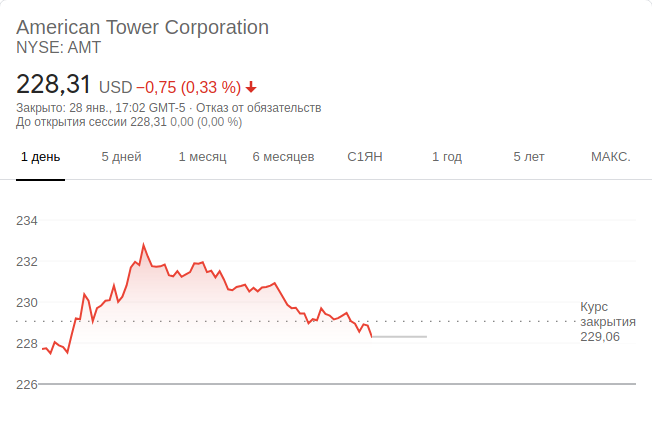 American Tower Corporation
NYSE: AMT
228,31 USD −0,75 (0,33 %)
Закрыто: 28 янв., 17:02 GMT-5 · Отказ от обязательств
До открытия сессии 228,31 0,00 (0,00 %)
1 день 5 дней 1 месяц 6 месяцев С1ЯН 1 год 5 лет МАКС.
234
232
230
228
226
Курс
закрытия
229,06